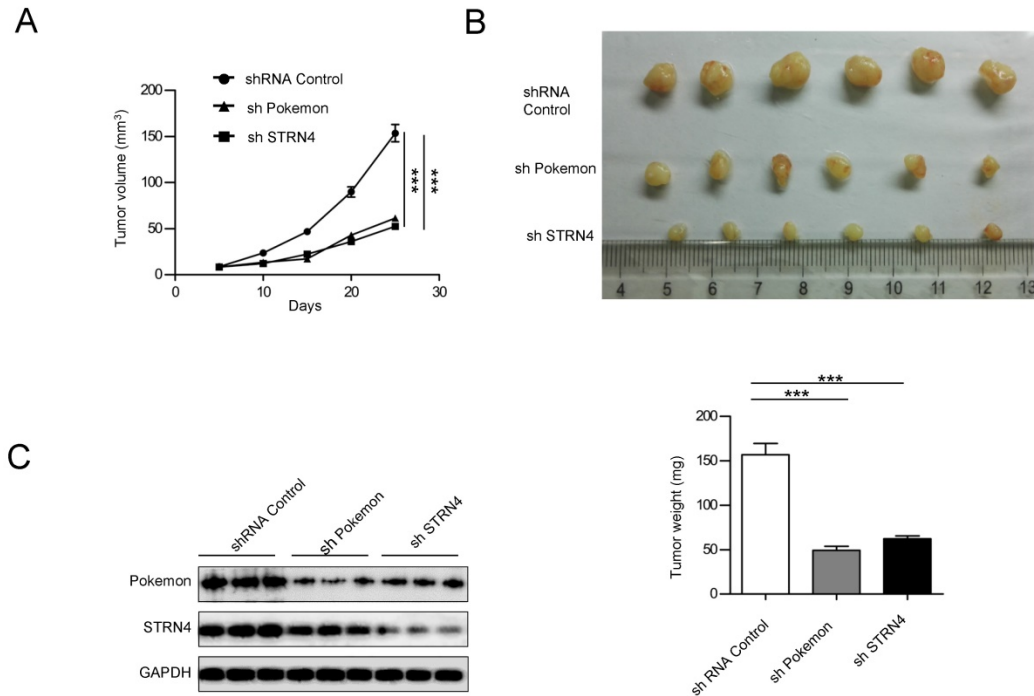 A
shRNA Control
sh Pokemon
sh STRN4
Tumor volume (mm³)
200
150
100
50
0
***
***
0
10
20
30
Days
B
shRNA
Control
sh Pokemon
sh STRN4
4 5 6 7 8 9 10 11 12 13
C
shRNA Control
sh Pokemon
sh STRN4
Pokemon
STRN4
GAPDH
***
***
Tumor weight (mg)
200
150
100
50
0
sh RNA Control
sh Pokemon
sh STRN4